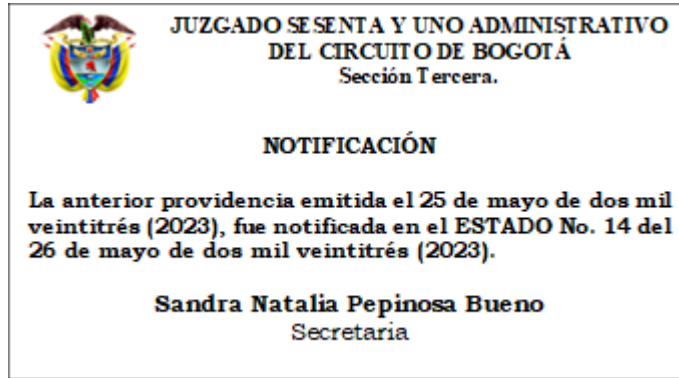 JUZGADO SESENTA Y UNO ADMINISTRATIVO
DEL CIRCUITO DE BOGOTÁ
Sección Tercera.
NOTIFICACIÓN
La anterior providencia emitida el 25 de mayo de dos mil
veintitrés (2023), fue notificada en el ESTADO No. 14 del
26 de mayo de dos mil veintitrés (2023).
Sandra Natalia Pepinosa Bueno
Secretaria